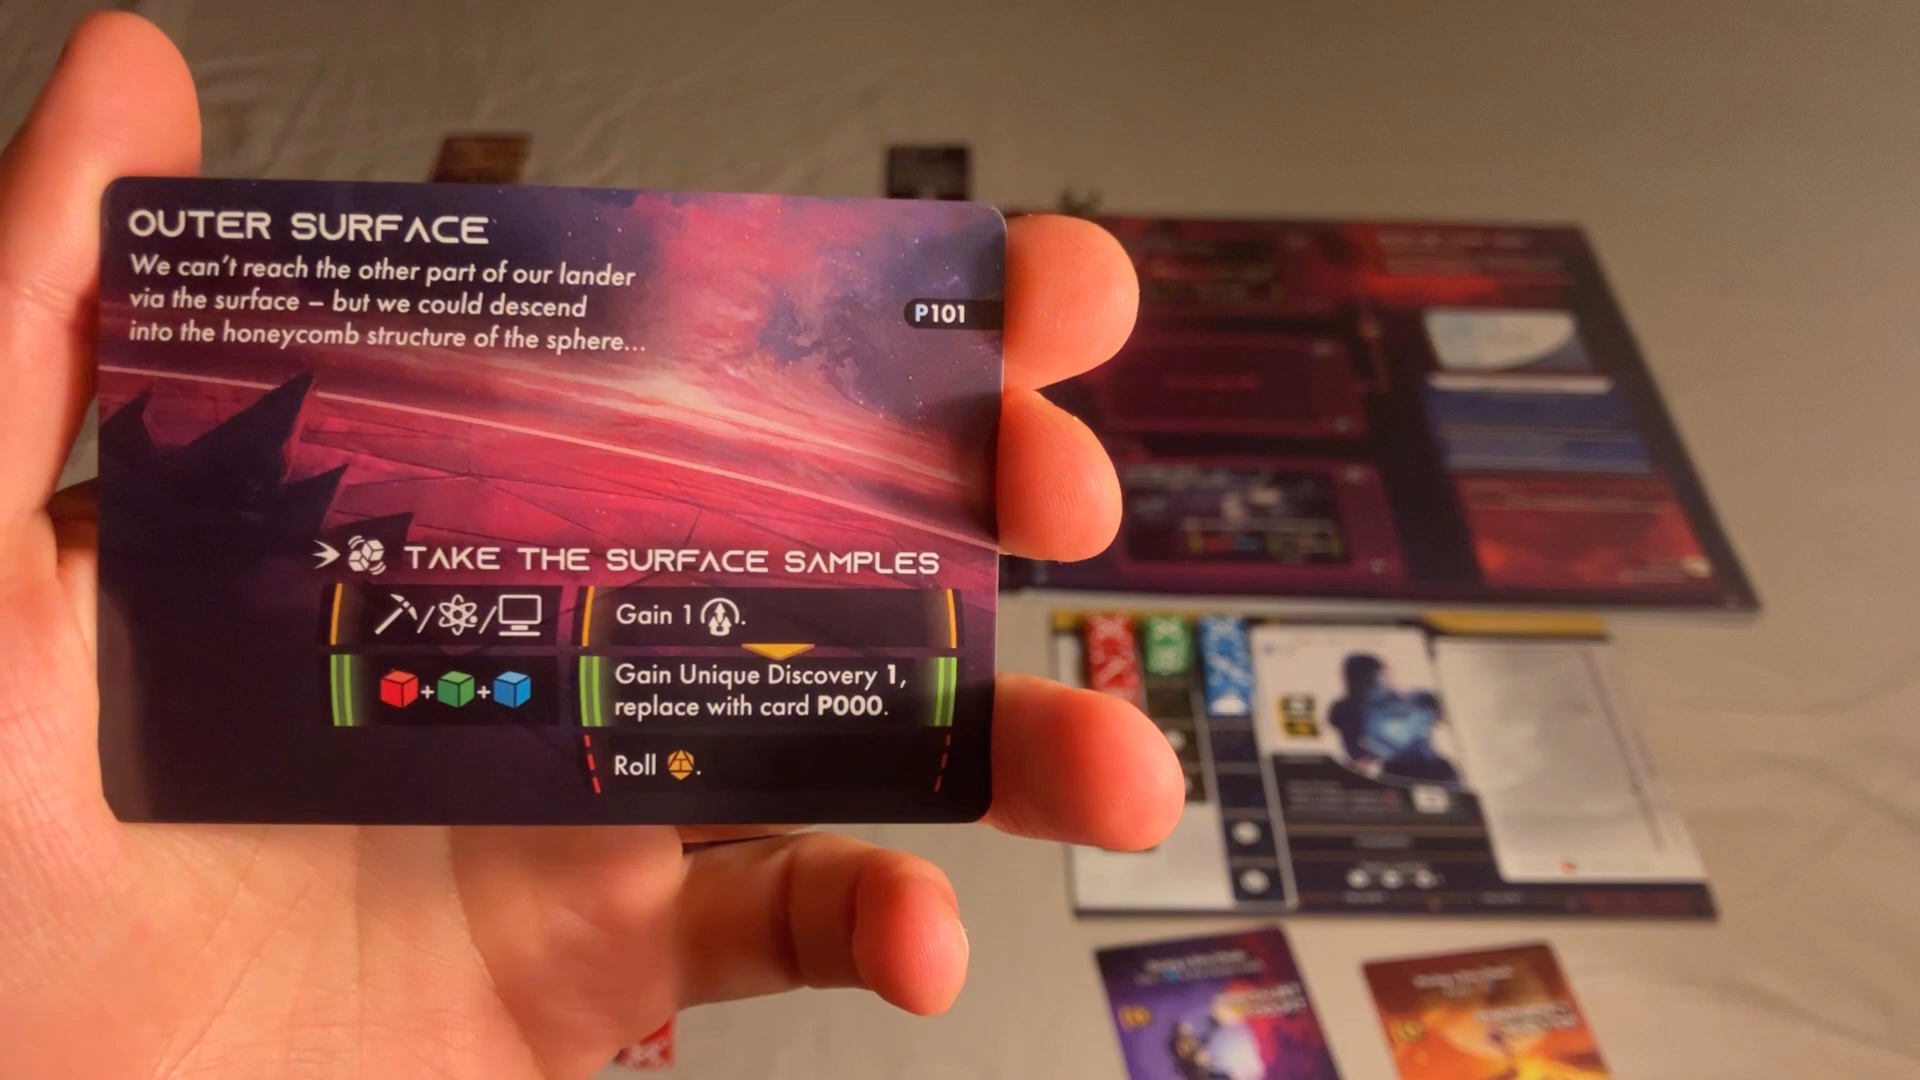 OUTER SURFACE
We can't reach the other part of our lander
via the surface – but we could descend
into the honeycomb structure of the sphere...
P101
TAKE THE SURFACE SAMPLES
/ /
Gain 1 .
+ +
Gain Unique Discovery 1,
replace with card P000.
Roll .